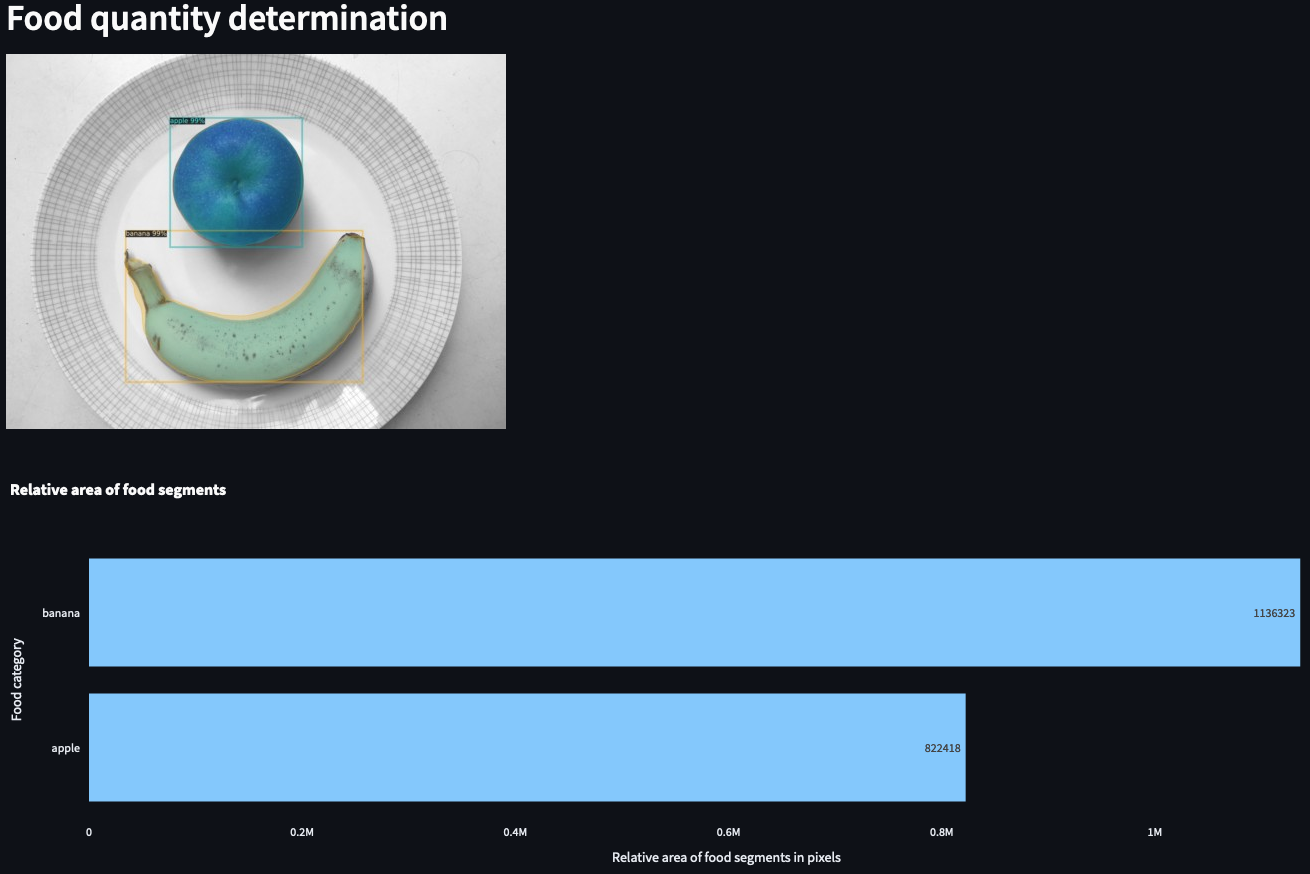 Food quantity determination
apple 99%
banana 99%
Relative area of food segments
Food category
banana
1136323
apple
822418
0 0.2M 0.4M 0.6M 0.8M 1M
Relative area of food segments in pixels